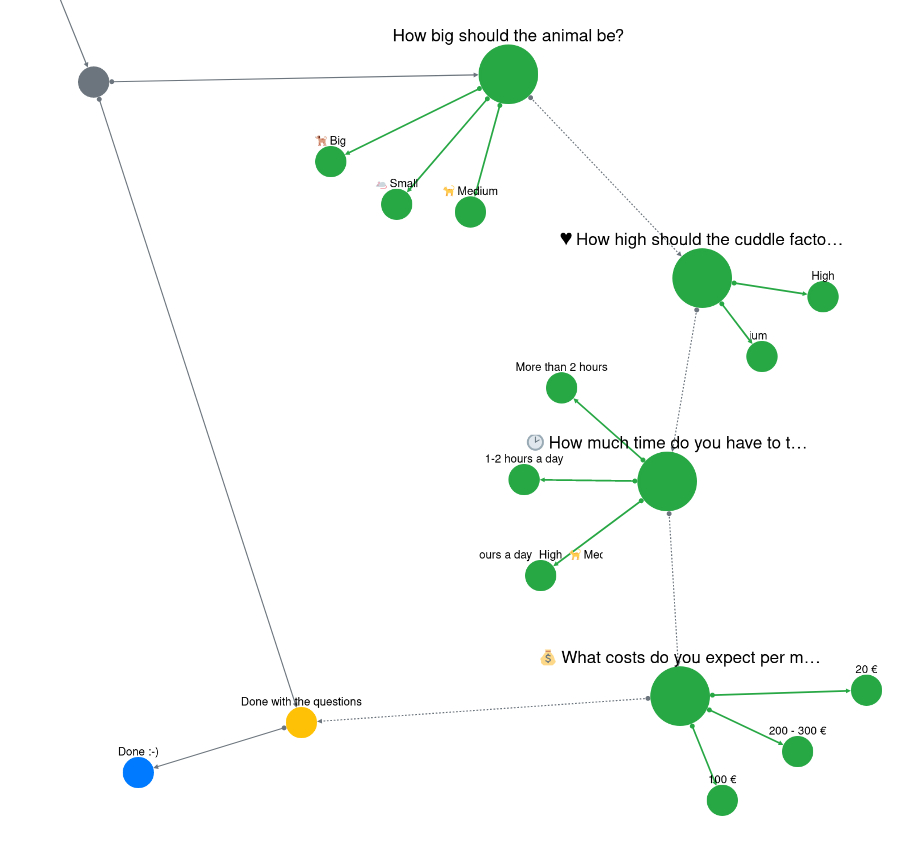 How big should the animal be?
🐕 Big
🐁 Small
🐈 Medium
♥ How high should the cuddle facto…
High
ium
More than 2 hours
🕑 How much time do you have to t…
1-2 hours a day
ours a day High 🐈 Med
💰 What costs do you expect per m…
20 €
Done with the questions
200 - 300 €
Done :-)
100 €